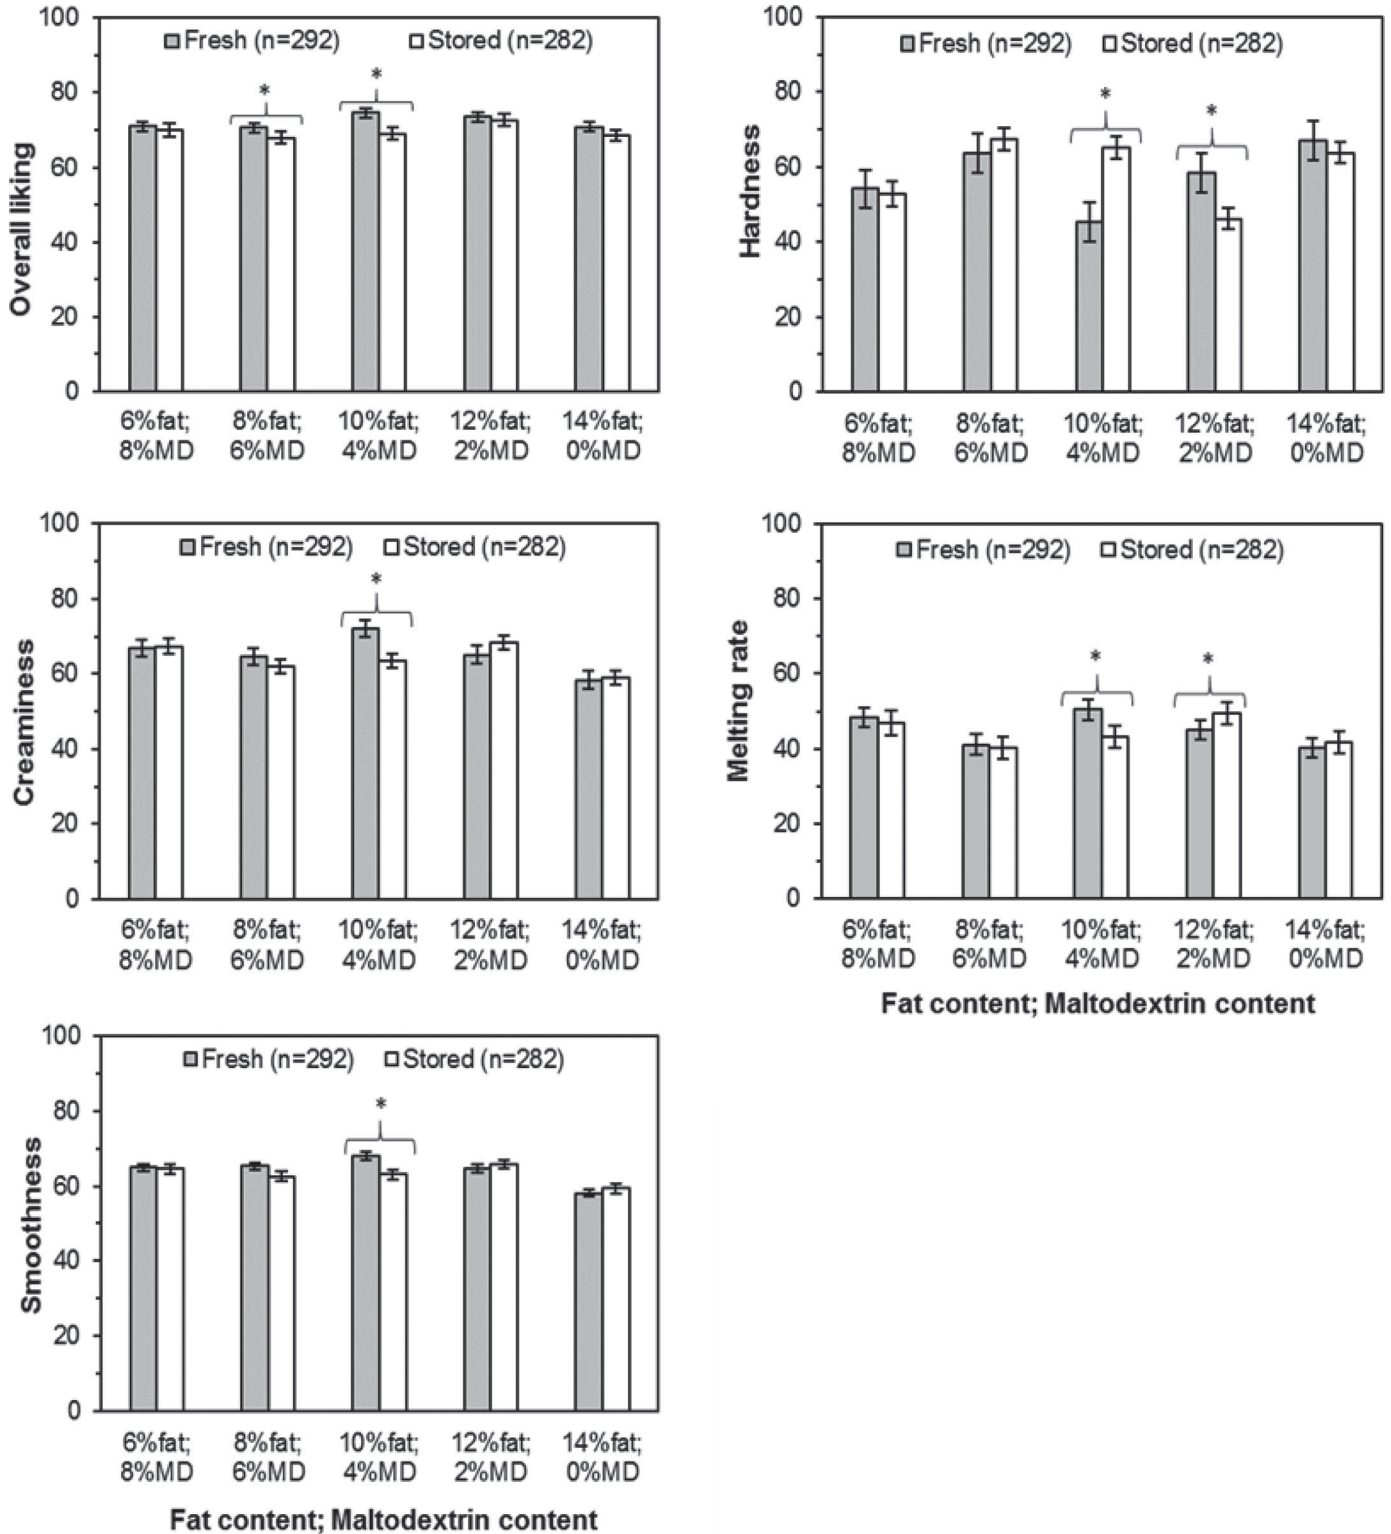 Overall liking
100
80
60
40
20
0
Fresh (n=292) Stored (n=282)
*
*
6%fat; 8%fat; 10%fat; 12%fat; 14%fat;
8%MD 6%MD 4%MD 2%MD 0%MD
Hardness
100
80
60
40
20
0
Fresh (n=292) Stored (n=282)
*
*
6%fat; 8%fat; 10%fat; 12%fat; 14%fat;
8%MD 6%MD 4%MD 2%MD 0%MD
Creaminess
100
80
60
40
20
0
Fresh (n=292) Stored (n=282)
*
6%fat; 8%fat; 10%fat; 12%fat; 14%fat;
8%MD 6%MD 4%MD 2%MD 0%MD
Melting rate
100
80
60
40
20
0
Fresh (n=292) Stored (n=282)
*
*
6%fat; 8%fat; 10%fat; 12%fat; 14%fat;
8%MD 6%MD 4%MD 2%MD 0%MD
Fat content; Maltodextrin content
Smoothness
100
80
60
40
20
0
Fresh (n=292) Stored (n=282)
*
6%fat; 8%fat; 10%fat; 12%fat; 14%fat;
8%MD 6%MD 4%MD 2%MD 0%MD
Fat content; Maltodextrin content